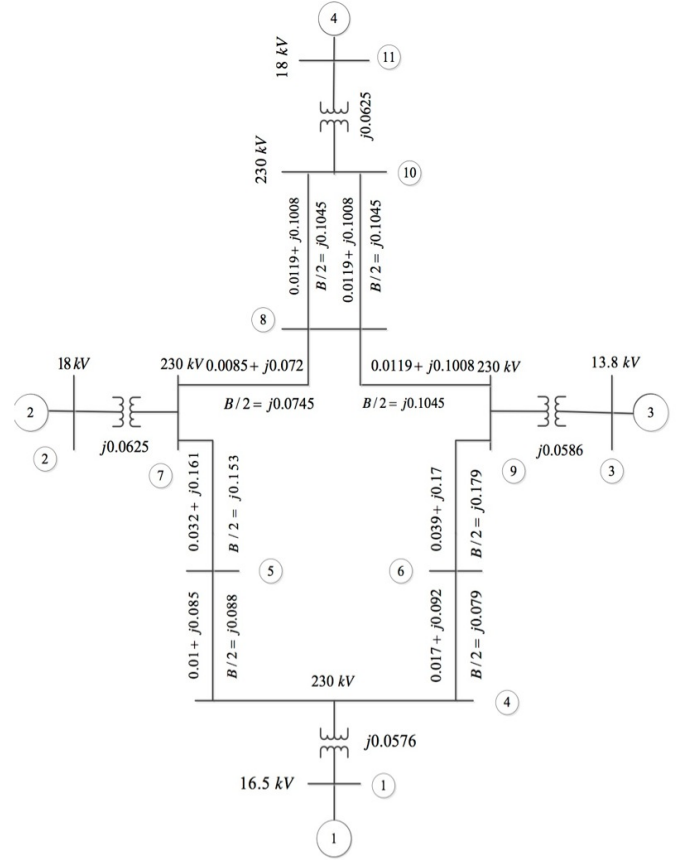 4
18 kV
11
j0.0625
230 kV
10
0.0119+ j0.1008
B/2= j0.1045
0.0119+ j0.1008
B/2= j0.1045
8
18 kV
230 kV 0.0085+ j0.072
0.0119+ j0.1008 230 kV
13.8 kV
2
B/2= j0.0745
B/2= j0.1045
3
j0.0625
j0.0586
2
7
9
3
0.032+ j0.161
B/2= j0.153
0.039+ j0.17
B/2= j0.179
5
6
0.01+ j0.085
B/2= j0.088
0.017+ j0.092
B/2= j0.079
230 kV
4
j0.0576
16.5 kV
1
1